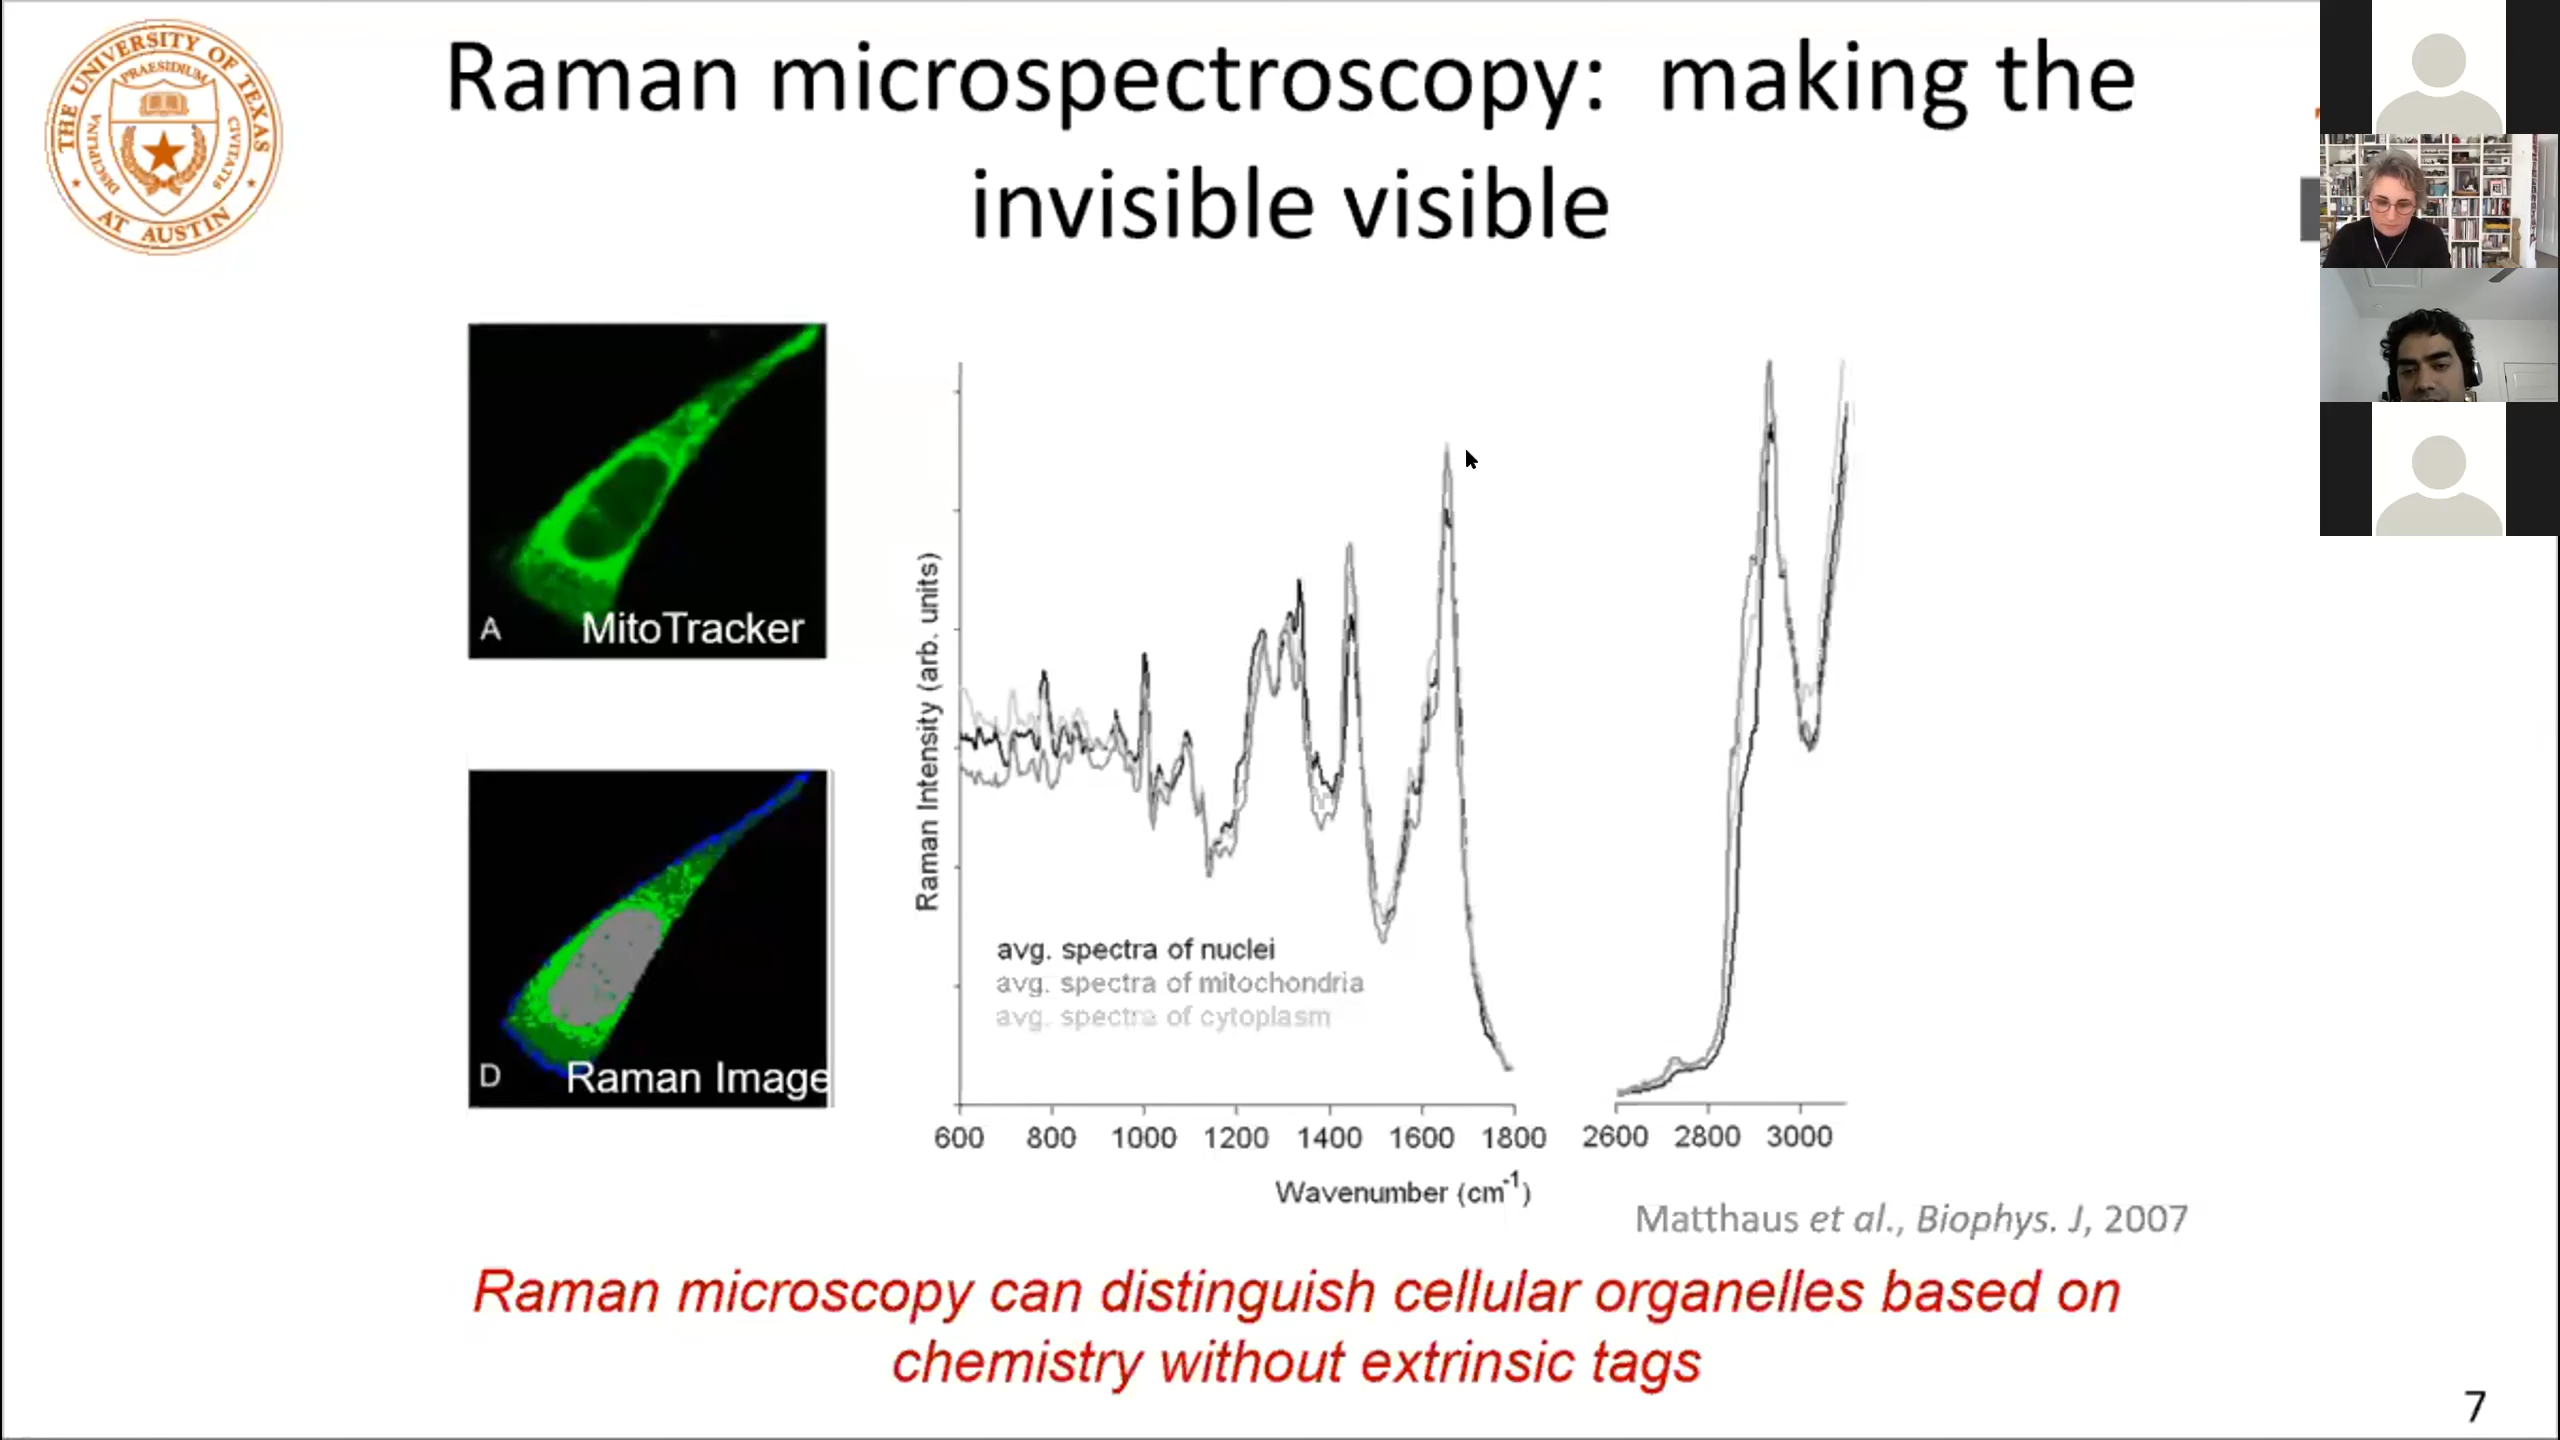 THE UNIVERSITY OF TEXAS
AT AUSTIN
PRAESIDIUM
DISCIPLINA
CIVITATIS
Raman microspectroscopy: making the
invisible visible
A
MitoTracker
D
Raman Image
Raman Intensity (arb. units)
avg. spectra of nuclei
avg. spectra of mitochondria
avg. spectra of cytoplasm
600 800 1000 1200 1400 1600 1800 2600 2800 3000
Wavenumber (cm⁻¹)
Matthaus et al., Biophys. J, 2007
Raman microscopy can distinguish cellular organelles based on
chemistry without extrinsic tags
7